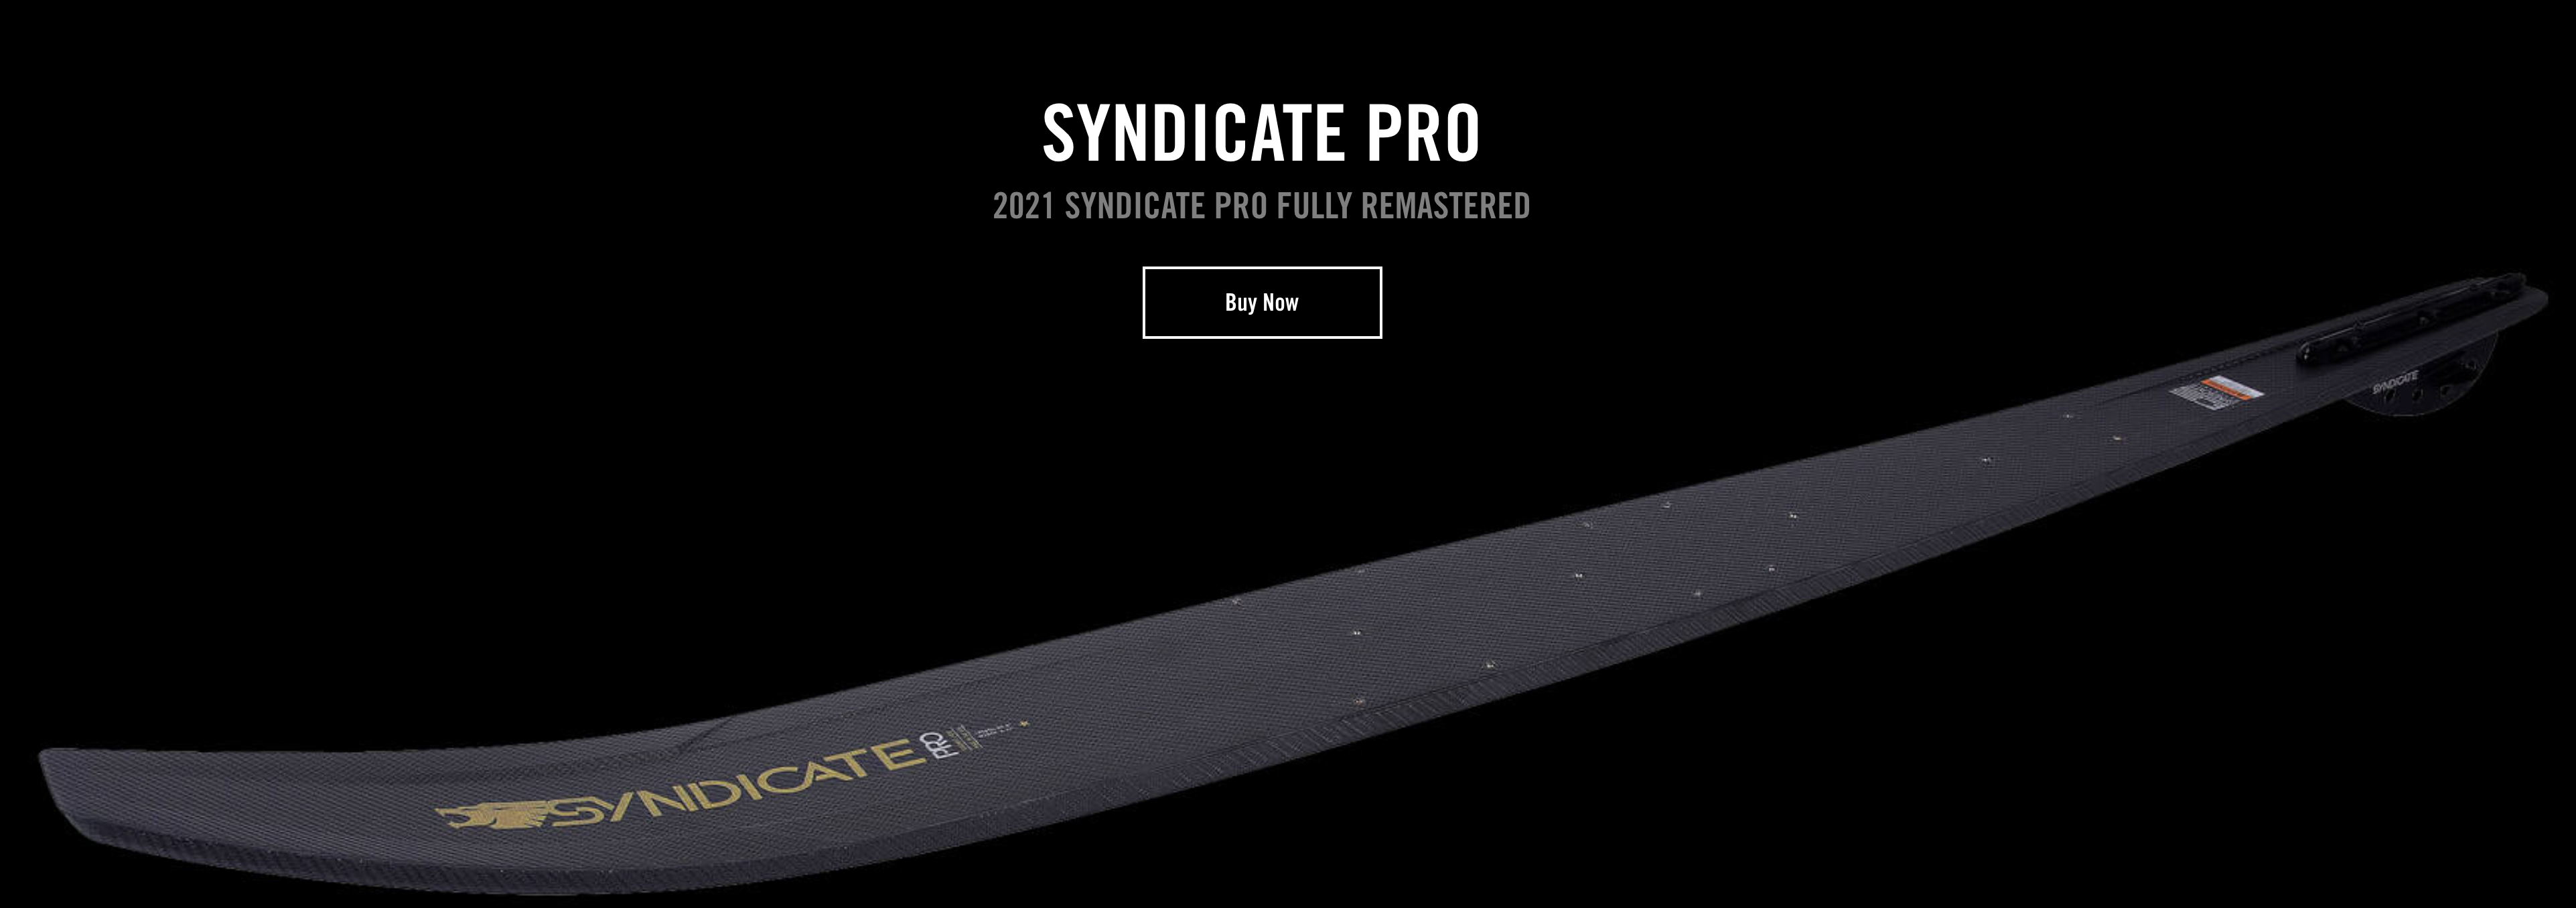 SYNDICATE PRO
2021 SYNDICATE PRO FULLY REMASTERED
Buy Now
SYNDICATE
SYNDICATE
PRO